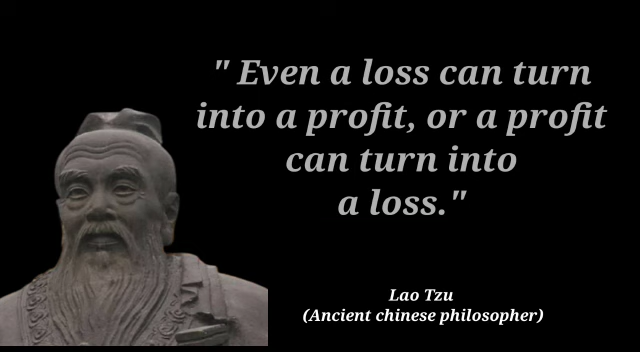 " Even a loss can turn
into a profit, or a profit
can turn into
a loss."
Lao Tzu
(Ancient chinese philosopher)